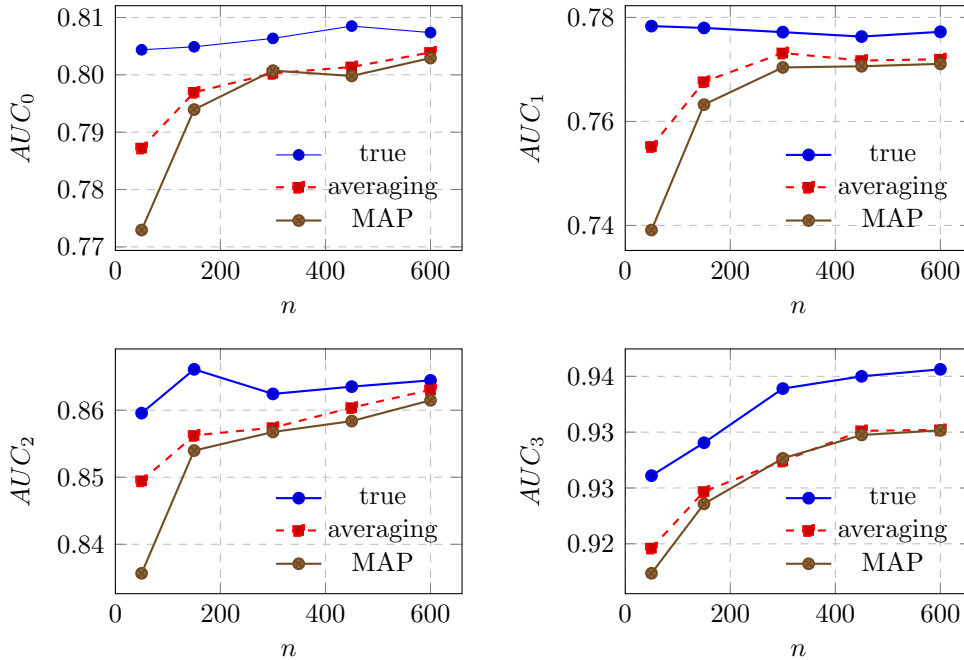 0.81
0.80
0.79
0.78
0.77
0
200
400
600
AUC₀
n
true
averaging
MAP
0.78
0.76
0.74
0
200
400
600
AUC₁
n
true
averaging
MAP
0.86
0.85
0.84
0
200
400
600
AUC₂
n
true
averaging
MAP
0.94
0.93
0.93
0.92
0
200
400
600
AUC₃
n
true
averaging
MAP